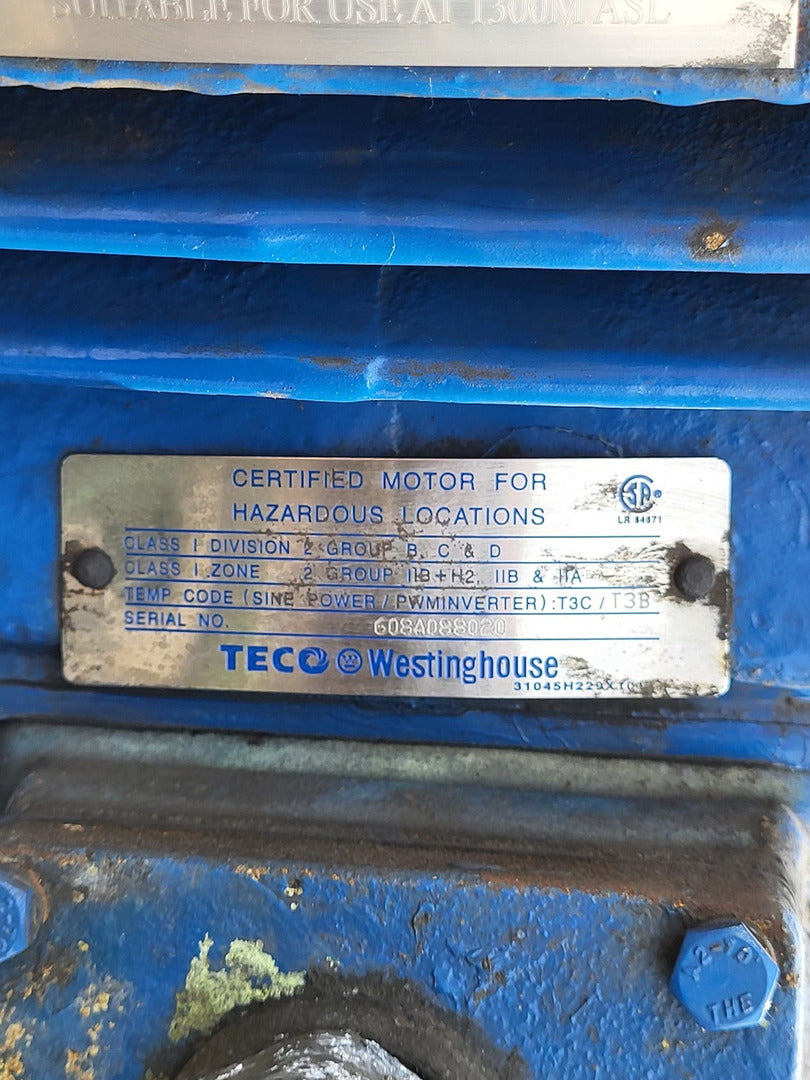 SUITABLE FOR USE AT 1300M ASL
CERTIFIED MOTOR FOR
HAZARDOUS LOCATIONS
LR 84671
CLASS I DIVISION 2 GROUP B, C & D
CLASS I ZONE 2 GROUP IIB+H2, IIB & IIA
TEMP CODE (SINE POWER/PWMINVERTER):T3C/T3B
SERIAL NO. G08A088020
TECO Westinghouse
A2-70
THE